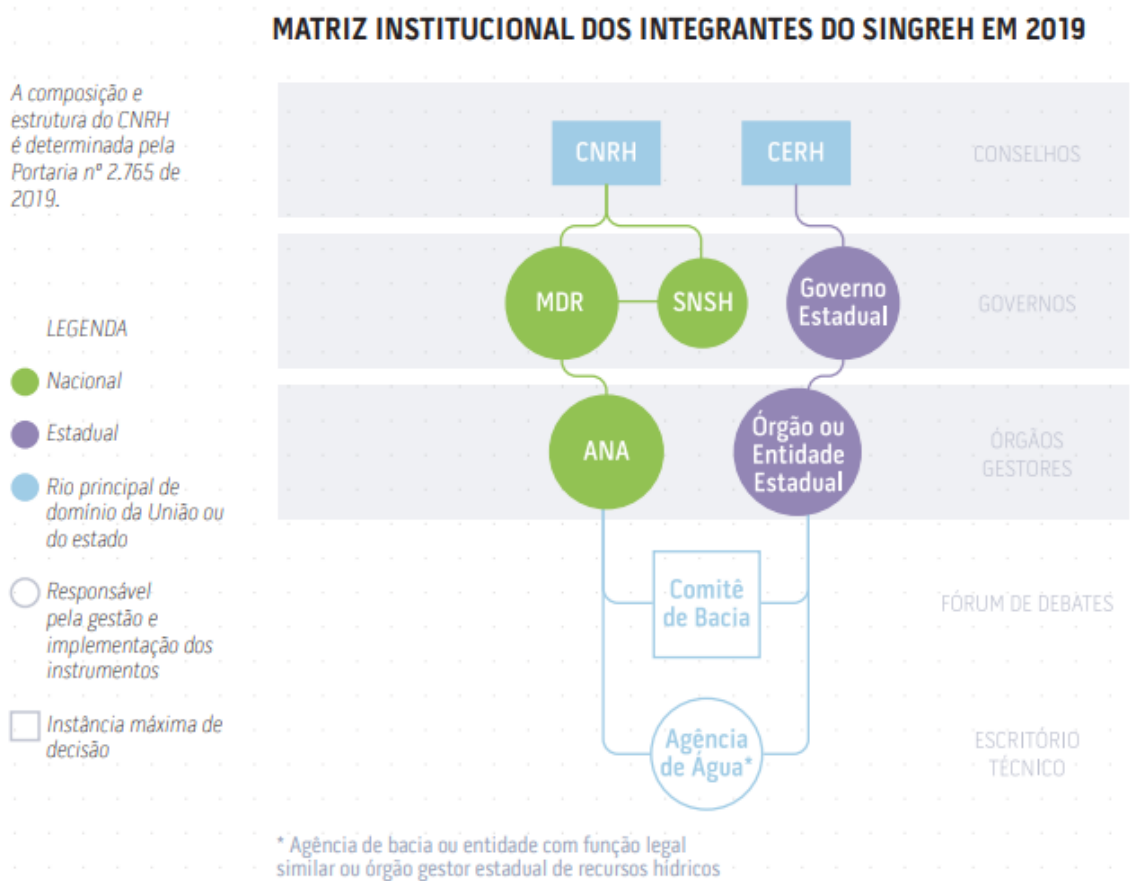 MATRIZ INSTITUCIONAL DOS INTEGRANTES DO SINGREH EM 2019
A composição e
estrutura do CNRH
é determinada pela
Portaria nº 2.765 de
2019.
CNRH
CERH
CONSELHOS
MDR
SNSH
Governo
Estadual
GOVERNOS
LEGENDA
Nacional
Estadual
Rio principal de
domínio da União ou
do estado
Responsável
pela gestão e
implementação dos
instrumentos
Instância máxima de
decisão
ANA
Órgão ou
Entidade
Estadual
ÓRGÃOS
GESTORES
Comitê
de Bacia
FÓRUM DE DEBATES
Agência
de Água*
ESCRITÓRIO
TÉCNICO
* Agência de bacia ou entidade com função legal
similar ou órgão gestor estadual de recursos hídricos